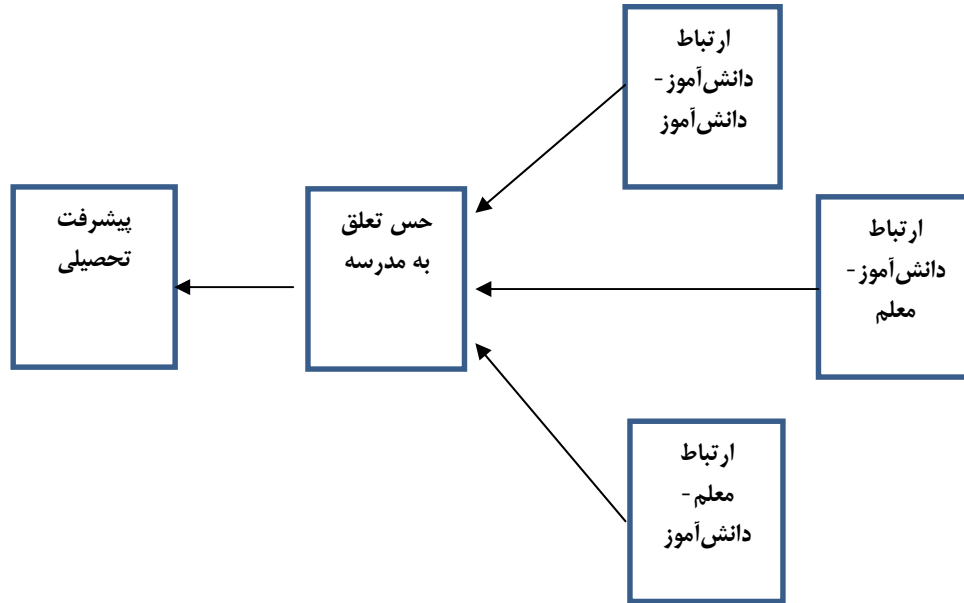 ارتباط
دانش‌آموز-
دانش‌آموز
ارتباط
دانش‌آموز-
معلم
ارتباط
معلم-
دانش‌آموز
حس تعلق
به مدرسه
پیشرفت
تحصیلی